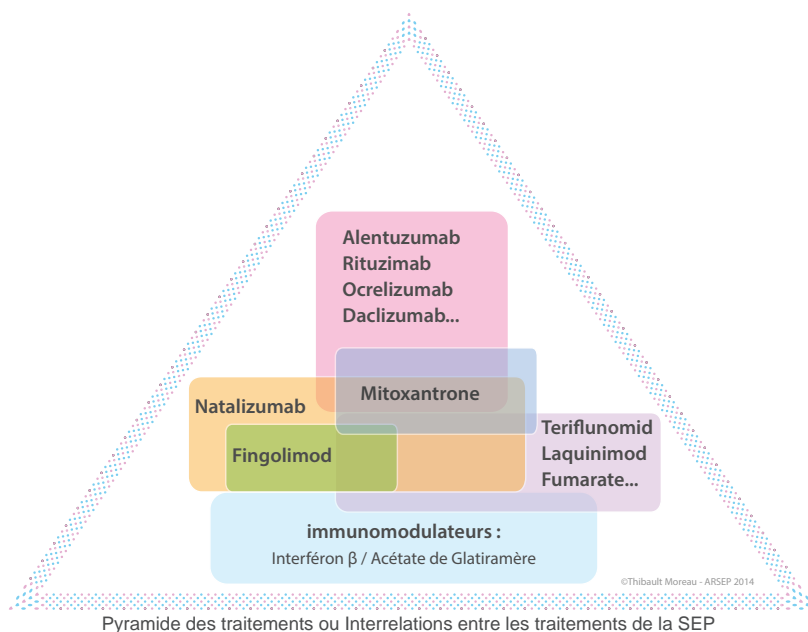 Alentuzumab
Rituzimab
Ocrelizumab
Daclizumab...
Mitoxantrone
Natalizumab
Fingolimod
Teriflunomid
Laquinimod
Fumarate...
immunomodulateurs :
Interféron β / Acétate de Glatiramère
©Thibault Moreau - ARSEP 2014
Pyramide des traitements ou Interrelations entre les traitements de la SEP